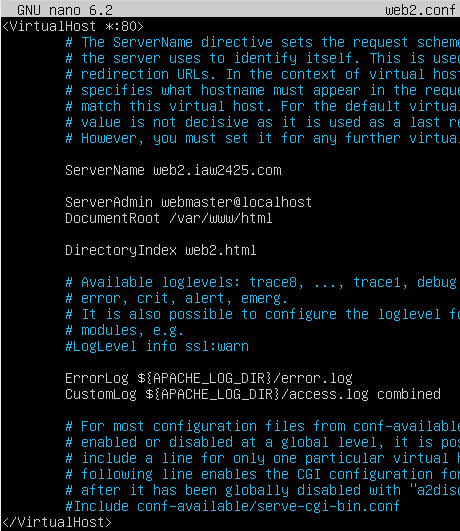 GNU nano 6.2 web2.conf
<VirtualHost *:80>
# The ServerName directive sets the request scheme
# the server uses to identify itself. This is used
# redirection URLs. In the context of virtual host
# specifies what hostname must appear in the reque
# match this virtual host. For the default virtua
# value is not decisive as it is used as a last re
# However, you must set it for any further virtua
ServerName web2.iaw2425.com
ServerAdmin webmaster@localhost
DocumentRoot /var/www/html
DirectoryIndex web2.html
# Available loglevels: trace8, ..., trace1, debug
# error, crit, alert, emerg.
# It is also possible to configure the loglevel fo
# modules, e.g.
#LogLevel info ssl:warn
ErrorLog ${APACHE_LOG_DIR}/error.log
CustomLog ${APACHE_LOG_DIR}/access.log combined
# For most configuration files from conf-available
# enabled or disabled at a global level, it is pos
# include a line for only one particular virtual h
# following line enables the CGI configuration for
# after it has been globally disabled with "a2disc
#Include conf-available/serve-cgi-bin.conf
</VirtualHost>